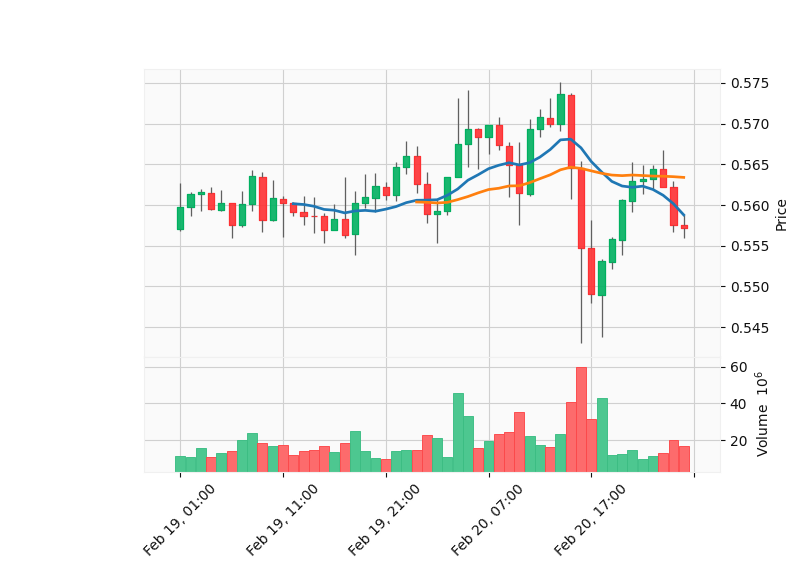 0.575
0.570
0.565
0.560
0.555
0.550
0.545
Price
60
40
20
Volume 10⁶
Feb 19, 01:00
Feb 19, 11:00
Feb 19, 21:00
Feb 20, 07:00
Feb 20, 17:00